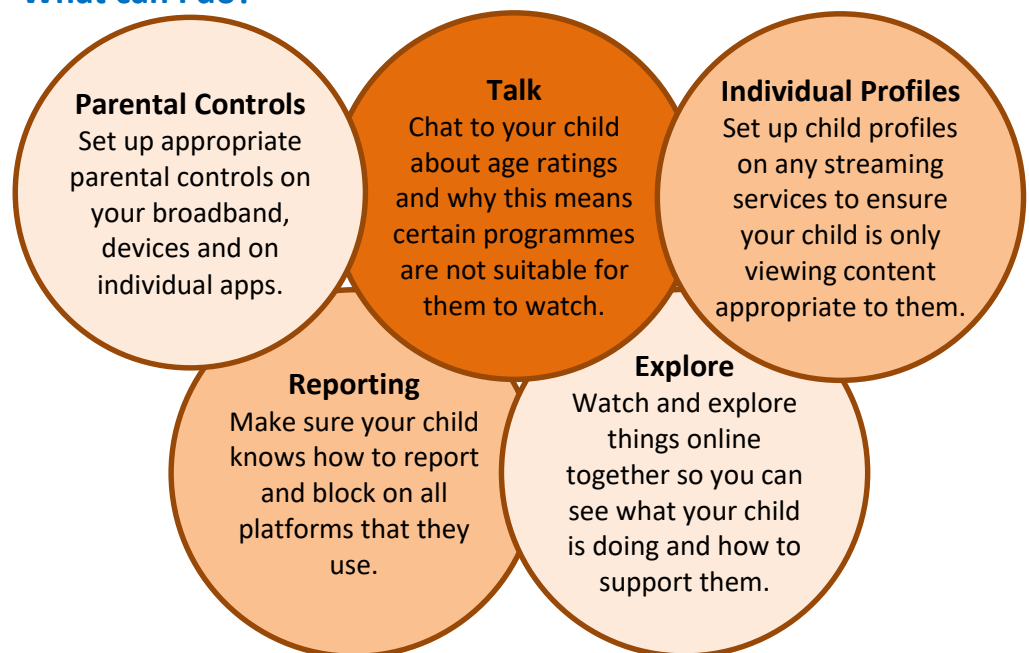 What can I do?
Parental Controls
Set up appropriate
parental controls on
your broadband,
devices and on
individual apps.
Talk
Chat to your child
about age ratings
and why this means
certain programmes
are not suitable for
them to watch.
Individual Profiles
Set up child profiles
on any streaming
services to ensure
your child is only
viewing content
appropriate to them.
Reporting
Make sure your child
knows how to report
and block on all
platforms that they
use.
Explore
Watch and explore
things online
together so you can
see what your child
is doing and how to
support them.